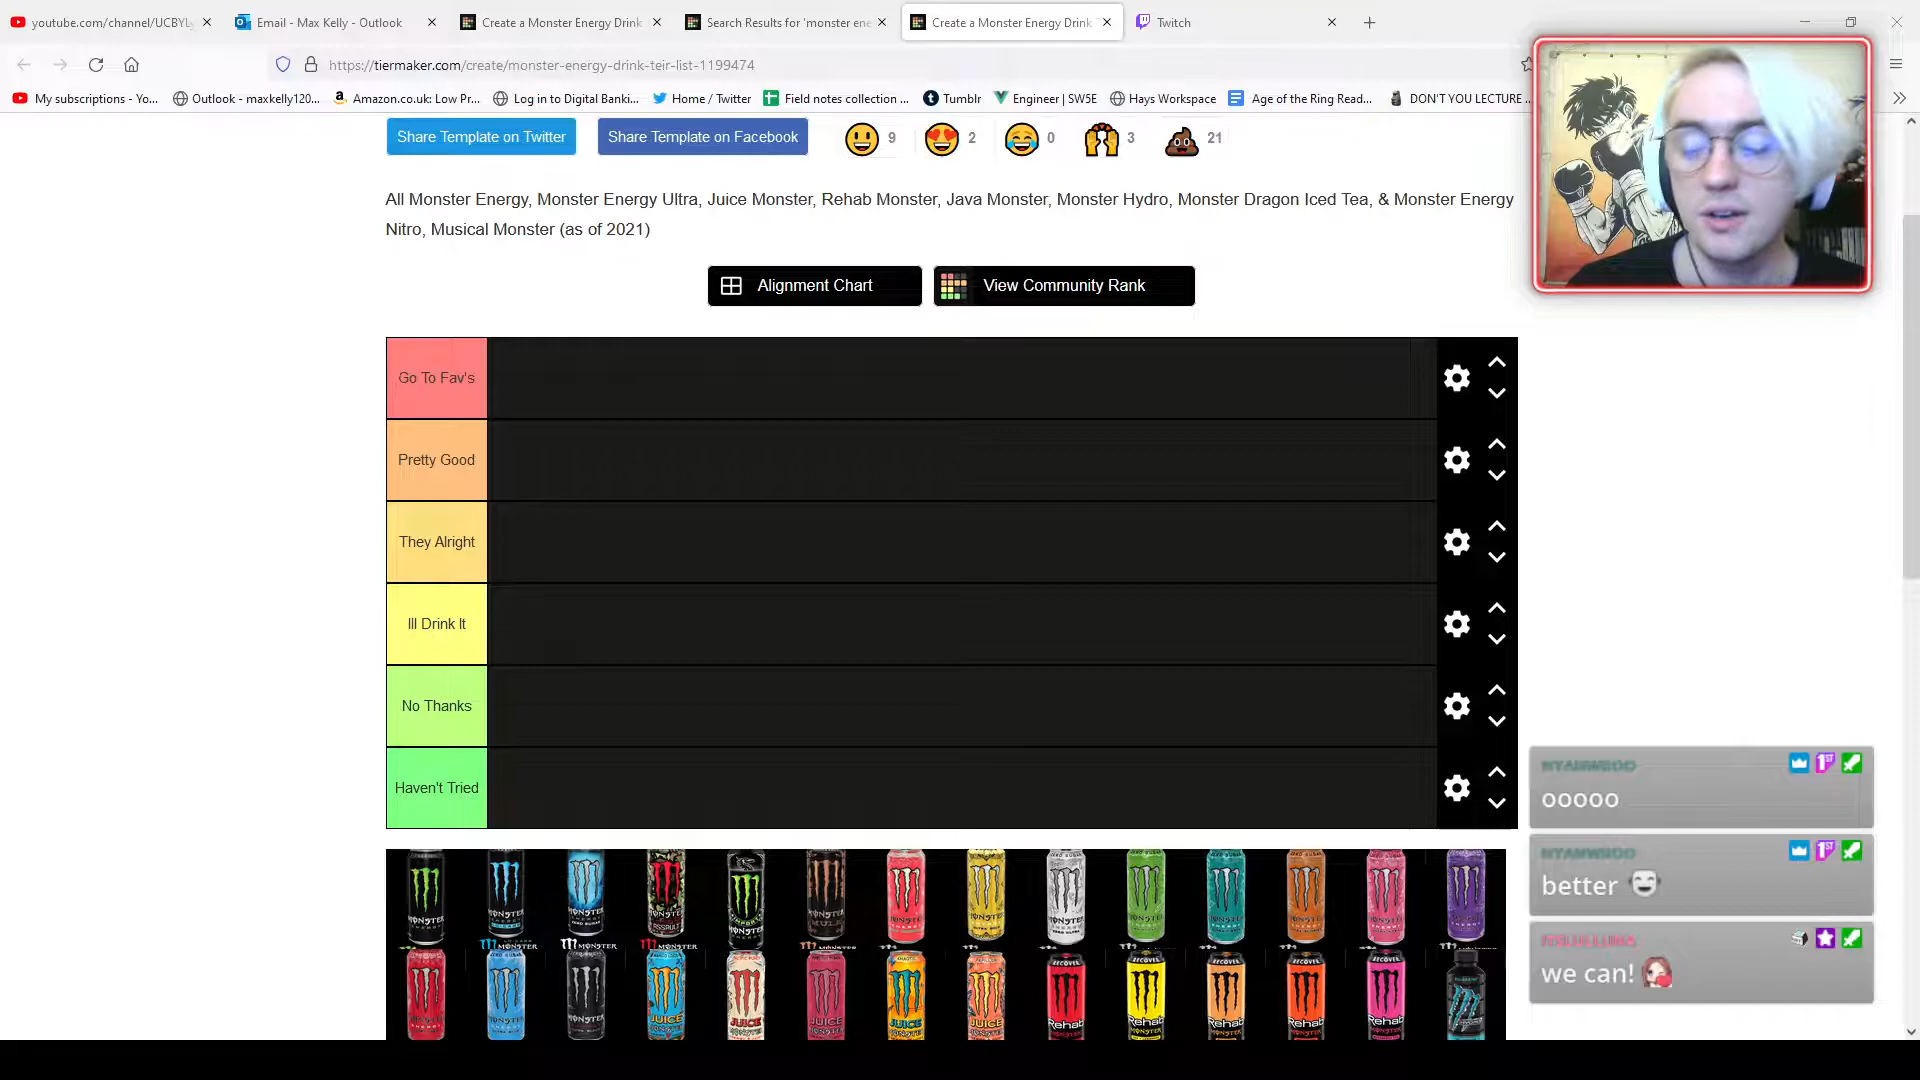 youtube.com/channel/UCBYL
Email - Max Kelly - Outlook
Create a Monster Energy Drink
Search Results for 'monster ene
Create a Monster Energy Drink
Twitch
https://tiermaker.com/create/monster-energy-drink-teir-list-1199474
My subscriptions - Yo...
Outlook - maxkelly120...
Amazon.co.uk: Low Pr...
Log in to Digital Banki...
Home / Twitter
Field notes collection ...
Tumblr
Engineer | SW5E
Hays Workspace
Age of the Ring Read...
DON'T YOU LECTURE ...
Share Template on Twitter
Share Template on Facebook
9
2
0
3
21
All Monster Energy, Monster Energy Ultra, Juice Monster, Rehab Monster, Java Monster, Monster Hydro, Monster Dragon Iced Tea, & Monster Energy
Nitro, Musical Monster (as of 2021)
Alignment Chart
View Community Rank
Go To Fav's
Pretty Good
They Alright
Ill Drink It
No Thanks
Haven't Tried
ooooo
better
we can!